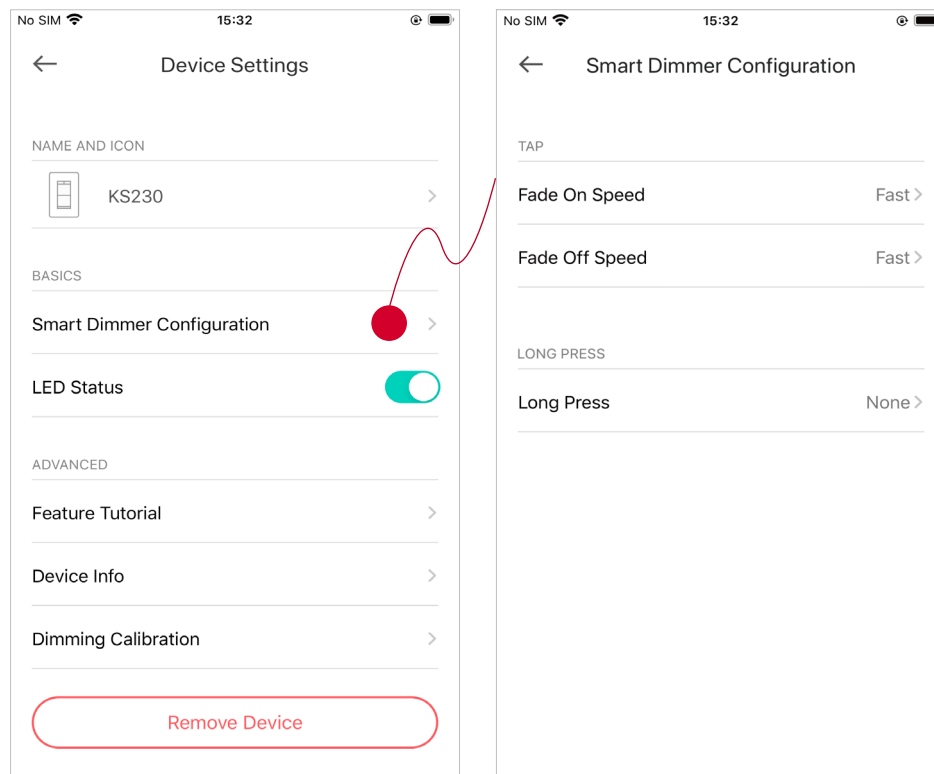 No SIM 15:32
Device Settings
NAME AND ICON
KS230
BASICS
Smart Dimmer Configuration
LED Status
ADVANCED
Feature Tutorial
Device Info
Dimming Calibration
Remove Device
No SIM 15:32
Smart Dimmer Configuration
TAP
Fade On Speed Fast
Fade Off Speed Fast
LONG PRESS
Long Press None